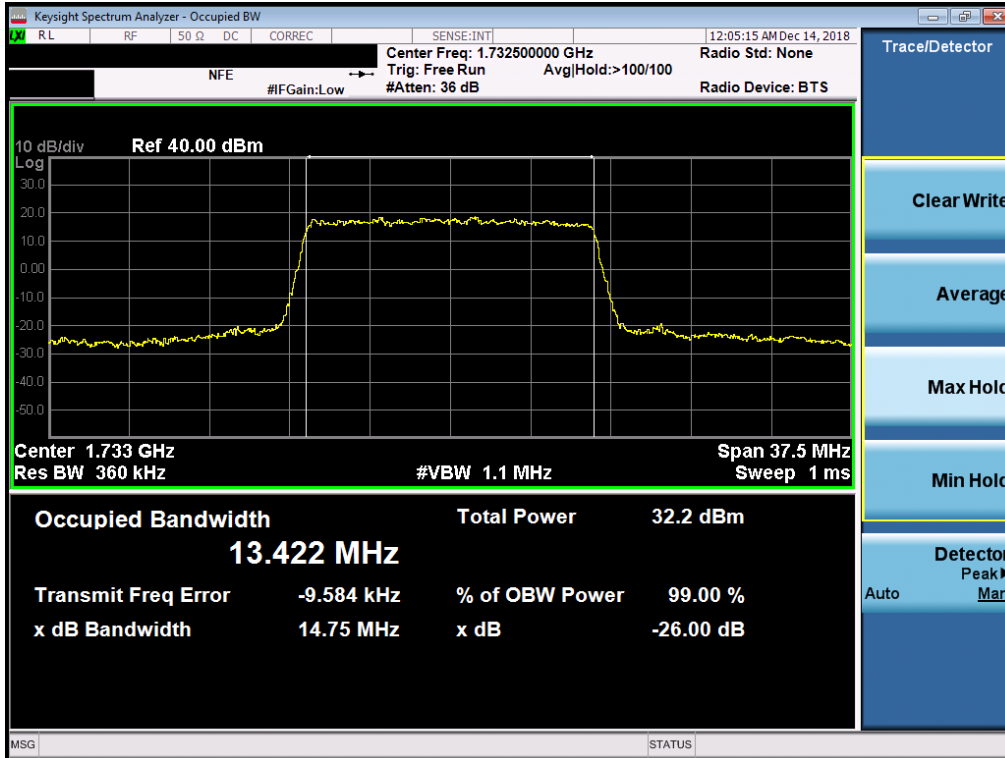 Keysight Spectrum Analyzer - Occupied BW
LXI RL RF 50 Ω DC CORREC SENSE:INT 12:05:15 AM Dec 14, 2018
Center Freq: 1.732500000 GHz Radio Std: None
NFE Trig: Free Run Avg|Hold:>100/100
#IFGain:Low #Atten: 36 dB Radio Device: BTS
10 dB/div Ref 40.00 dBm
Log
30.0
20.0
10.0
0.00
-10.0
-20.0
-30.0
-40.0
-50.0
Center 1.733 GHz Span 37.5 MHz
Res BW 360 kHz #VBW 1.1 MHz Sweep 1 ms
Occupied Bandwidth Total Power 32.2 dBm
13.422 MHz
Transmit Freq Error -9.584 kHz % of OBW Power 99.00 %
x dB Bandwidth 14.75 MHz x dB -26.00 dB
MSG STATUS
Trace/Detector
Clear Write
Average
Max Hold
Min Hold
Detector
Peak
Auto Man